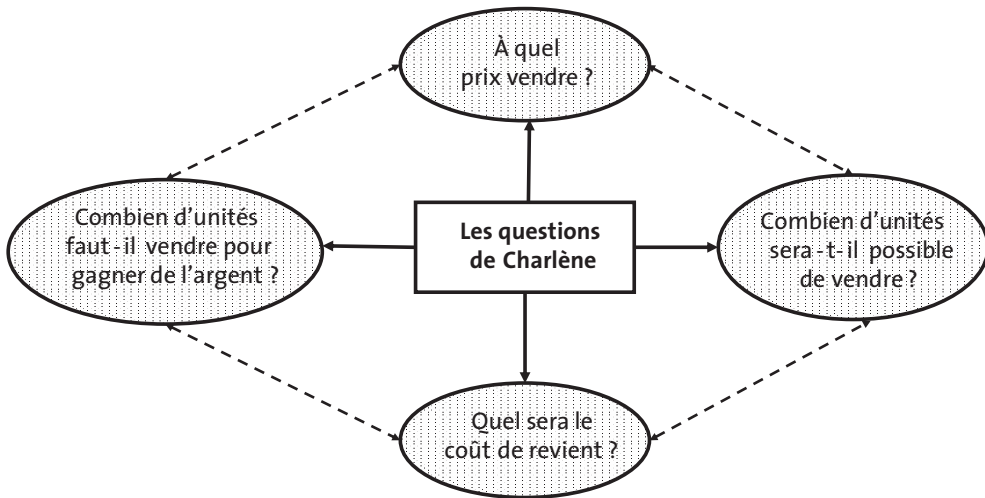 À quel
prix vendre ?
Combien d'unités
faut-il vendre pour
gagner de l'argent ?
Les questions
de Charlène
Combien d'unités
sera-t-il possible
de vendre ?
Quel sera le
coût de revient ?